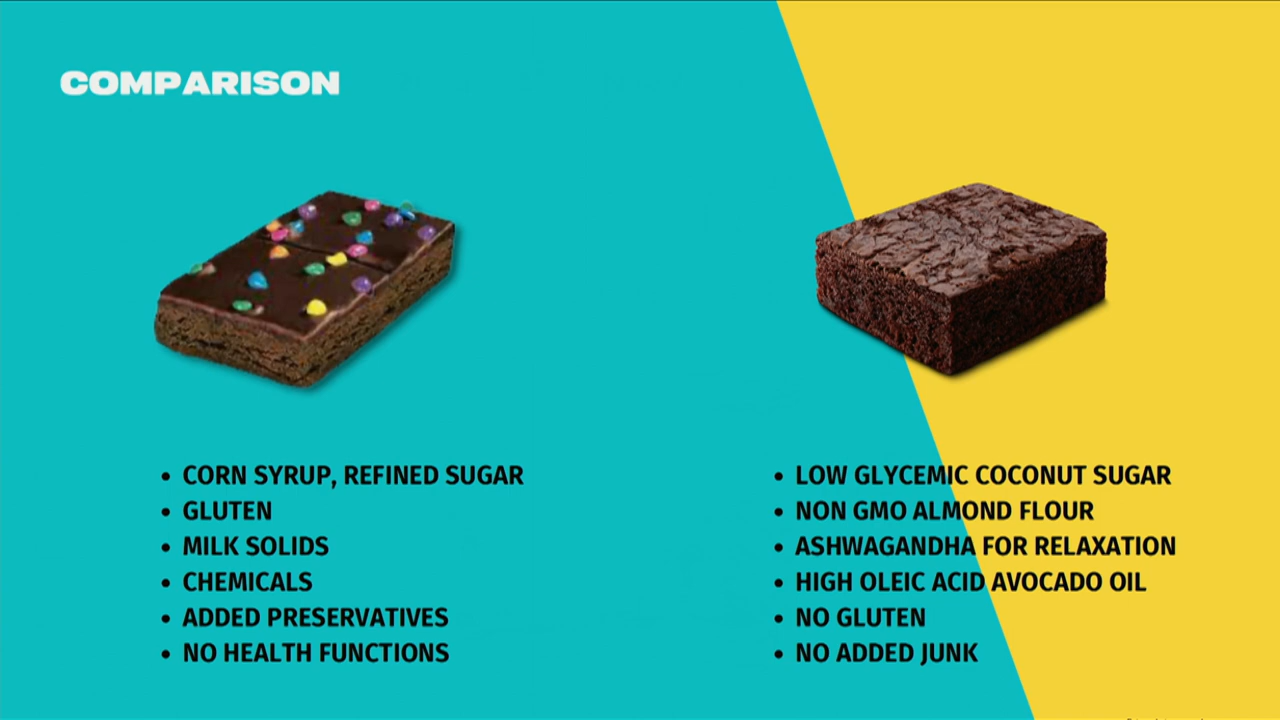 COMPARISON
• CORN SYRUP, REFINED SUGAR
• GLUTEN
• MILK SOLIDS
• CHEMICALS
• ADDED PRESERVATIVES
• NO HEALTH FUNCTIONS
• LOW GLYCEMIC COCONUT SUGAR
• NON GMO ALMOND FLOUR
• ASHWAGANDHA FOR RELAXATION
• HIGH OLEIC ACID AVOCADO OIL
• NO GLUTEN
• NO ADDED JUNK